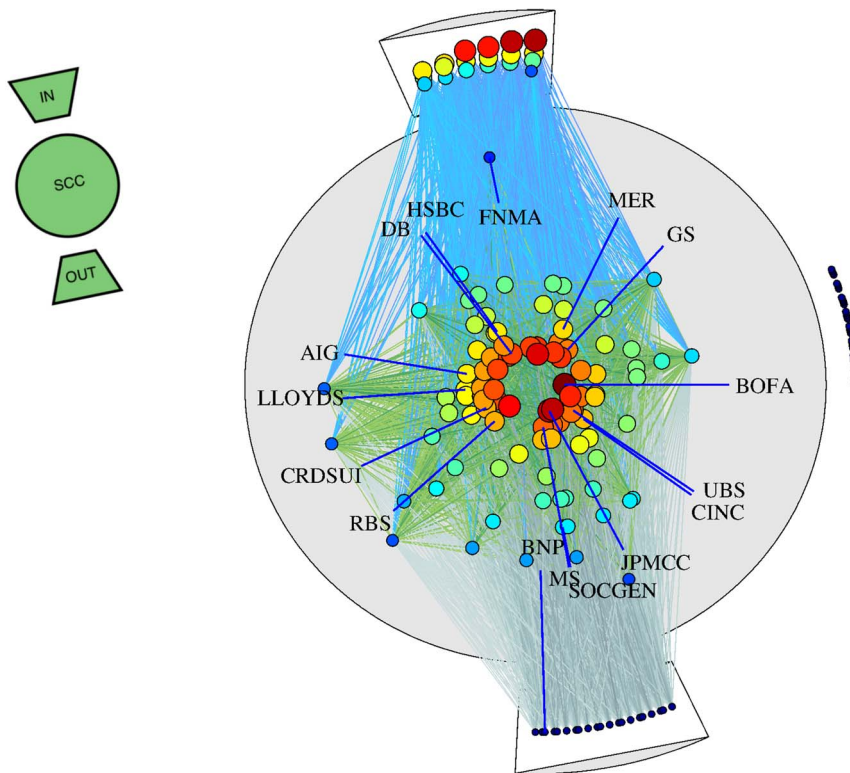 IN
SCC
OUT
HSBC
DB
FNMA
MER
GS
AIG
LLOYDS
BOFA
CRDSUI
RBS
UBS
CINC
BNP
MS
JPMCC
SOCGEN